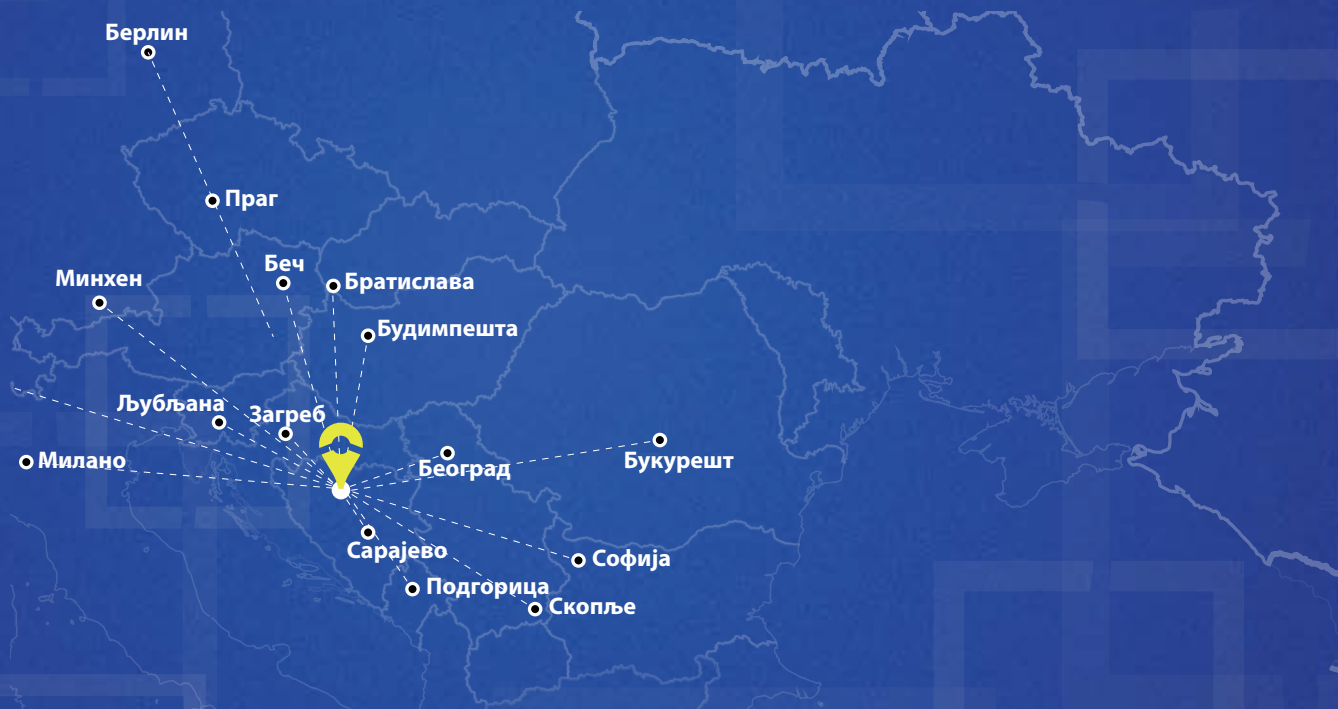 Берлин
Праг
Беч
Братислава
Минхен
Будимпешта
Љубљана
Загреб
Милано
Београд
Букурешт
Сарајево
Софија
Подгорица
Скопље